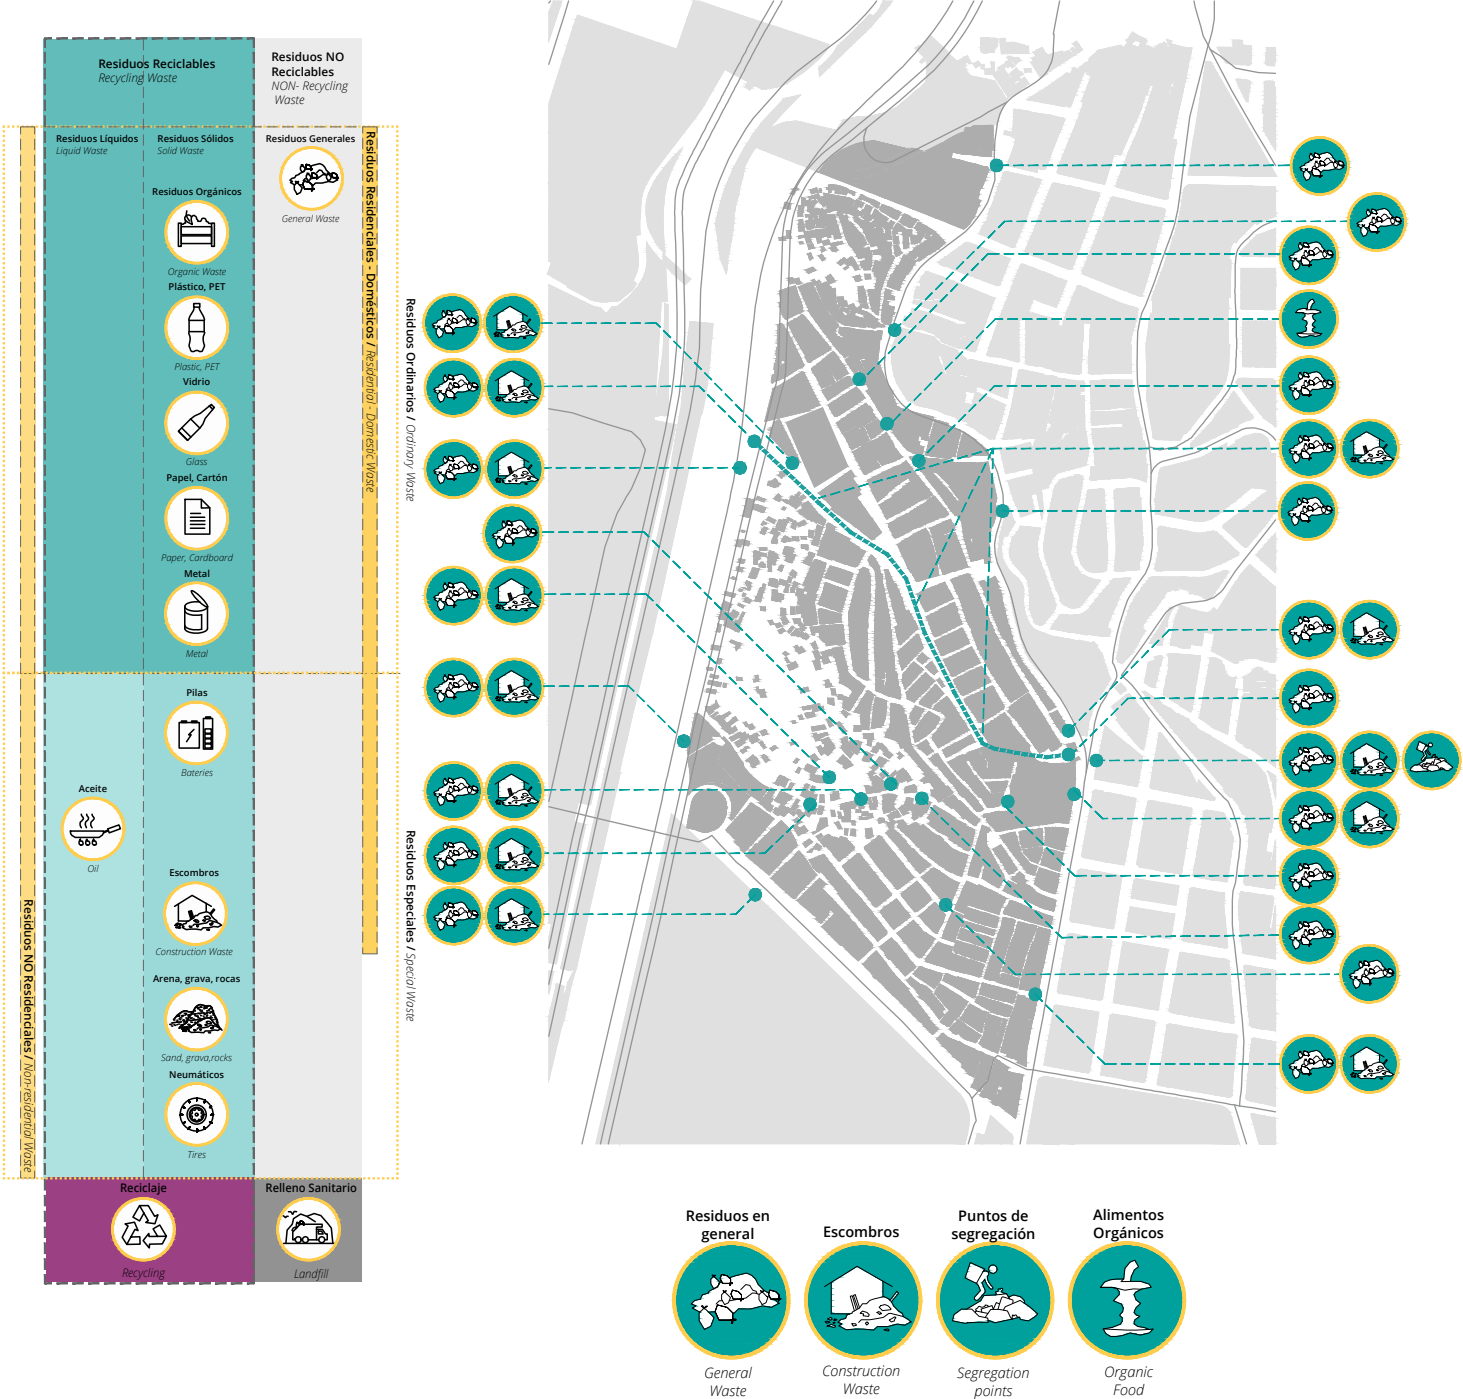 Residuos Reciclables
Recycling Waste
Residuos NO
Reciclables
NON- Recycling
Waste
Residuos Líquidos
Liquid Waste
Residuos Sólidos
Solid Waste
Residuos Generales
General Waste
Residuos Orgánicos
Organic Waste
Plástico, PET
Plastic, PET
Vidrio
Glass
Papel, Cartón
Paper, Cardboard
Metal
Metal
Pilas
Bateries
Aceite
Oil
Escombros
Construction Waste
Arena, grava, rocas
Sand, grava,rocks
Neumáticos
Tires
Reciclaje
Recycling
Relleno Sanitario
Landfill
Residuos NO Residenciales / Non-residential Waste
Residuos Residenciales - Domésticos / Residential - Domestic Waste
Residuos Ordinarios / Ordinary Waste
Residuos Especiales / Special Waste
Residuos en
general
General
Waste
Escombros
Construction
Waste
Puntos de
segregación
Segregation
points
Alimentos
Orgánicos
Organic
Food